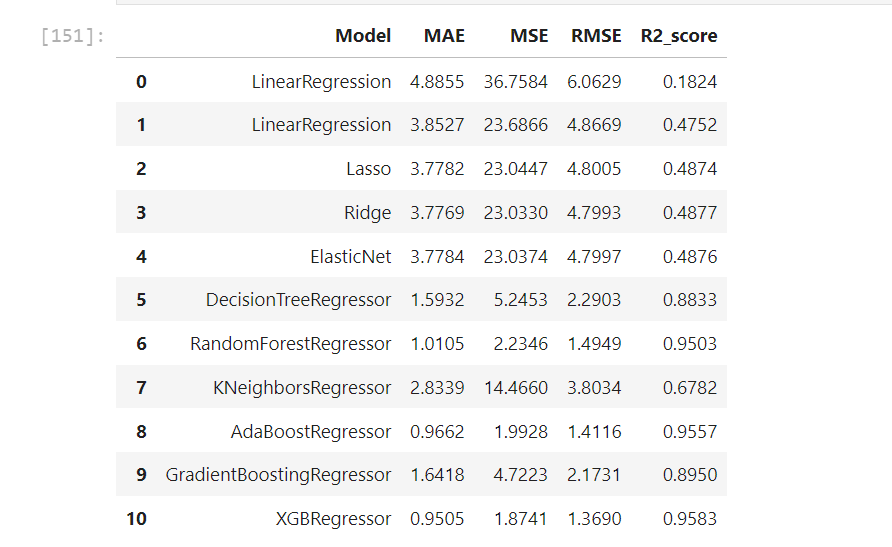 [151]: Model MAE MSE RMSE R2_score
0 LinearRegression 4.8855 36.7584 6.0629 0.1824
1 LinearRegression 3.8527 23.6866 4.8669 0.4752
2 Lasso 3.7782 23.0447 4.8005 0.4874
3 Ridge 3.7769 23.0330 4.7993 0.4877
4 ElasticNet 3.7784 23.0374 4.7997 0.4876
5 DecisionTreeRegressor 1.5932 5.2453 2.2903 0.8833
6 RandomForestRegressor 1.0105 2.2346 1.4949 0.9503
7 KNeighborsRegressor 2.8339 14.4660 3.8034 0.6782
8 AdaBoostRegressor 0.9662 1.9928 1.4116 0.9557
9 GradientBoostingRegressor 1.6418 4.7223 2.1731 0.8950
10 XGBRegressor 0.9505 1.8741 1.3690 0.9583